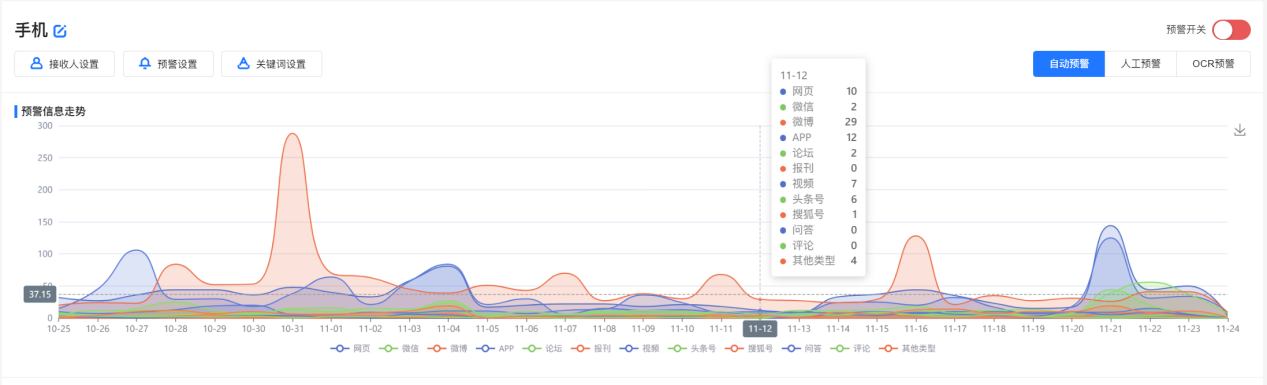 手机
预警开关
接收人设置 预警设置 关键词设置
自动预警 人工预警 OCR预警
预警信息走势
11-12
网页 10
微信 2
微博 29
APP 12
论坛 2
报刊 0
视频 7
头条号 6
搜狐号 1
问答 0
评论 0
其他类型 4
300
250
200
150
100
50
37.15
0
10-25 10-26 10-27 10-28 10-29 10-30 10-31 11-01 11-02 11-03 11-04 11-05 11-06 11-07 11-08 11-09 11-10 11-11 11-12 11-13 11-14 11-15 11-16 11-17 11-18 11-19 11-20 11-21 11-22 11-23 11-24
网页 微信 微博 APP 论坛 报刊 视频 头条号 搜狐号 问答 评论 其他类型